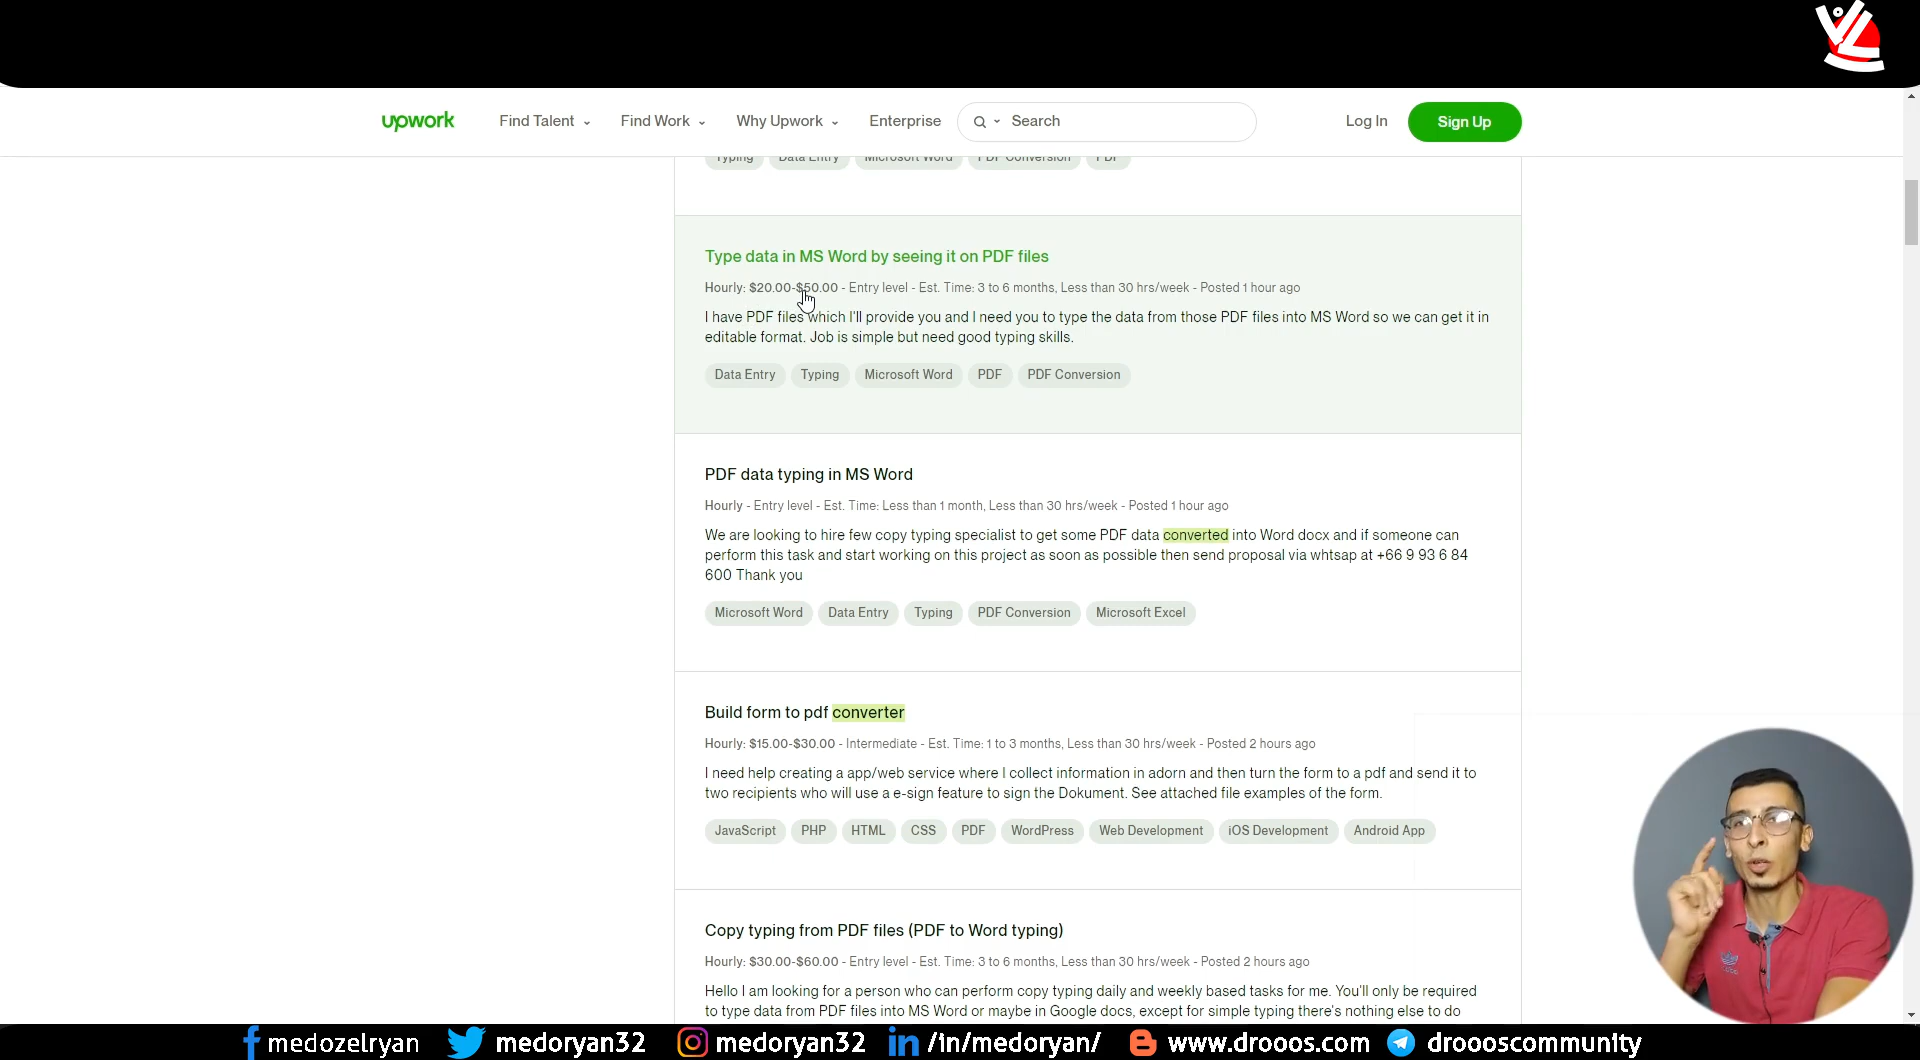 upwork Find Talent Find Work Why Upwork Enterprise Search Log In Sign Up
Typing Data Entry Microsoft Word PDF Conversion PDF
Type data in MS Word by seeing it on PDF files
Hourly: $20.00-$50.00 - Entry level - Est. Time: 3 to 6 months, Less than 30 hrs/week - Posted 1 hour ago
I have PDF files which I'll provide you and I need you to type the data from those PDF files into MS Word so we can get it in
editable format. Job is simple but need good typing skills.
Data Entry Typing Microsoft Word PDF PDF Conversion
PDF data typing in MS Word
Hourly - Entry level - Est. Time: Less than 1 month, Less than 30 hrs/week - Posted 1 hour ago
We are looking to hire few copy typing specialist to get some PDF data converted into Word docx and if someone can
perform this task and start working on this project as soon as possible then send proposal via whtsap at +66 9 93 6 84
600 Thank you
Microsoft Word Data Entry Typing PDF Conversion Microsoft Excel
Build form to pdf converter
Hourly: $15.00-$30.00 - Intermediate - Est. Time: 1 to 3 months, Less than 30 hrs/week - Posted 2 hours ago
I need help creating a app/web service where I collect information in adorn and then turn the form to a pdf and send it to
two recipients who will use a e-sign feature to sign the Dokument. See attached file examples of the form.
JavaScript PHP HTML CSS PDF WordPress Web Development iOS Development Android App
Copy typing from PDF files (PDF to Word typing)
Hourly: $30.00-$60.00 - Entry level - Est. Time: 3 to 6 months, Less than 30 hrs/week - Posted 2 hours ago
Hello I am looking for a person who can perform copy typing daily and weekly based tasks for me. You'll only be required
to type data from PDF files into MS Word or maybe in Google docs, except for simple typing there's nothing else to do
medozelryan medoryan32 medoryan32 /in/medoryan/ www.drooos.com droooscommunity